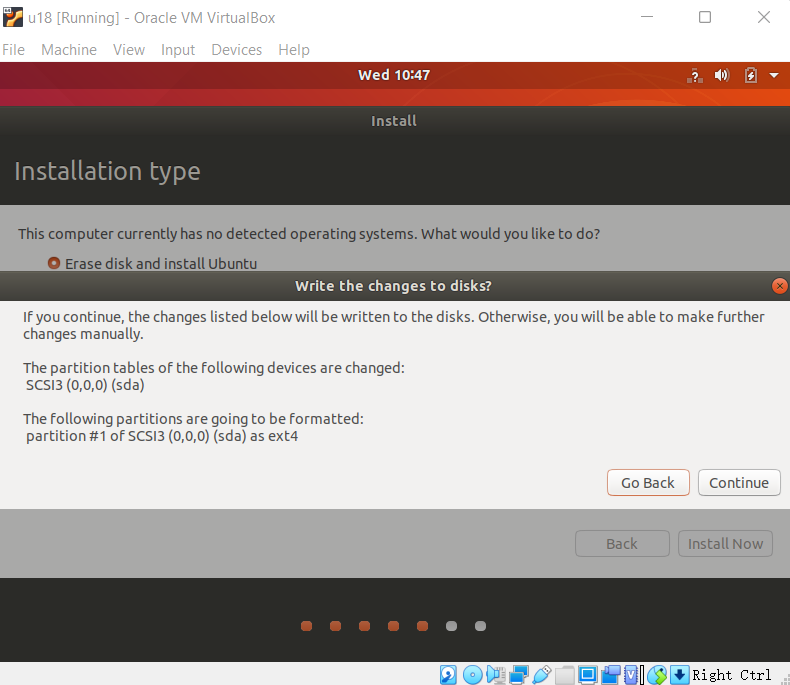 u18 [Running] - Oracle VM VirtualBox
File Machine View Input Devices Help
Wed 10:47
Install
Installation type
This computer currently has no detected operating systems. What would you like to do?
Erase disk and install Ubuntu
Write the changes to disks?
If you continue, the changes listed below will be written to the disks. Otherwise, you will be able to make further
changes manually.
The partition tables of the following devices are changed:
SCSI3 (0,0,0) (sda)
The following partitions are going to be formatted:
partition #1 of SCSI3 (0,0,0) (sda) as ext4
Go Back Continue
Back Install Now
Right Ctrl